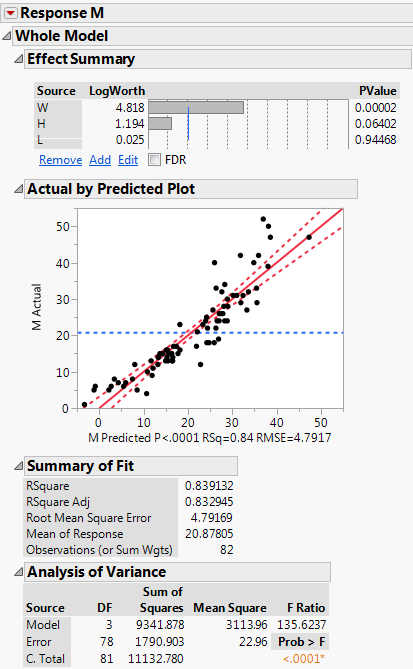 Response M
Whole Model
Effect Summary
Source LogWorth PValue
W 4.818 0.00002
H 1.194 0.06402
L 0.025 0.94468
Remove Add Edit FDR
Actual by Predicted Plot
50
40
30
20
10
0
M Actual
0 10 20 30 40 50
M Predicted P<.0001 RSq=0.84 RMSE=4.7917
Summary of Fit
RSquare 0.839132
RSquare Adj 0.832945
Root Mean Square Error 4.79169
Mean of Response 20.87805
Observations (or Sum Wgts) 82
Analysis of Variance
Sum of
Source DF Squares Mean Square F Ratio
Model 3 9341.878 3113.96 135.6237
Error 78 1790.903 22.96 Prob > F
C. Total 81 11132.780 <.0001*